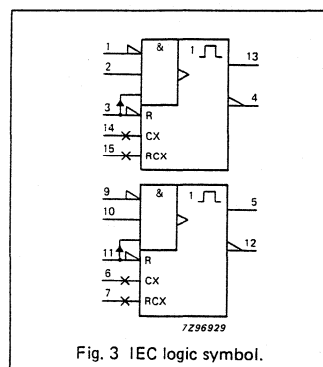 & 1
1 13
2
4
3 R
14 CX
15 RCX
& 1
9 5
10
12
11 R
6 CX
7 RCX
7Z96929
Fig. 3 IEC logic symbol.